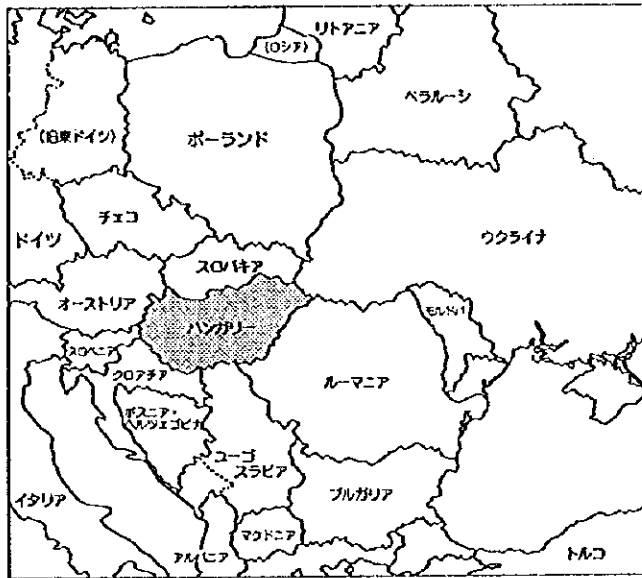 リトアニア
(ロシア)
ベラルーシ
(旧東ドイツ)
ポーランド
チェコ
ドイツ
ウクライナ
スロバキア
オーストリア
モルドバ
ハンガリー
スロベニア
ルーマニア
クロアチア
ボスニア・
ヘルツェゴビナ
ユーゴ
スラビア
イタリア
ブルガリア
マケドニア
アルバニア
トルコ